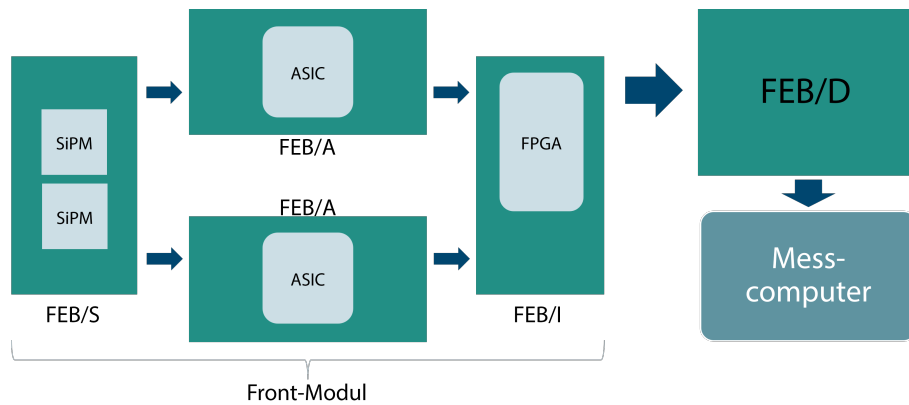 SiPM
SiPM
FEB/S
ASIC
FEB/A
FEB/A
ASIC
FPGA
FEB/I
Front-Modul
FEB/D
Mess-
computer